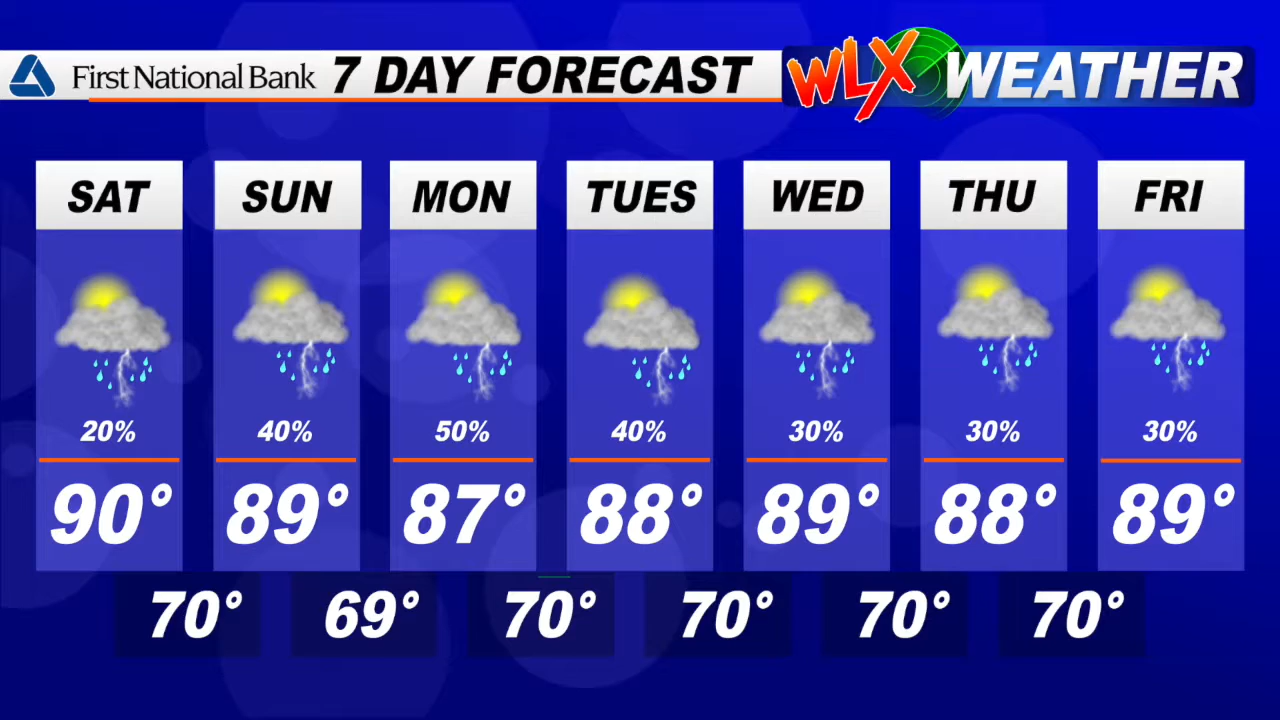 First National Bank 7 DAY FORECAST WLX WEATHER
SAT SUN MON TUES WED THU FRI
20% 40% 50% 40% 30% 30% 30%
90° 89° 87° 88° 89° 88° 89°
70° 69° 70° 70° 70° 70°